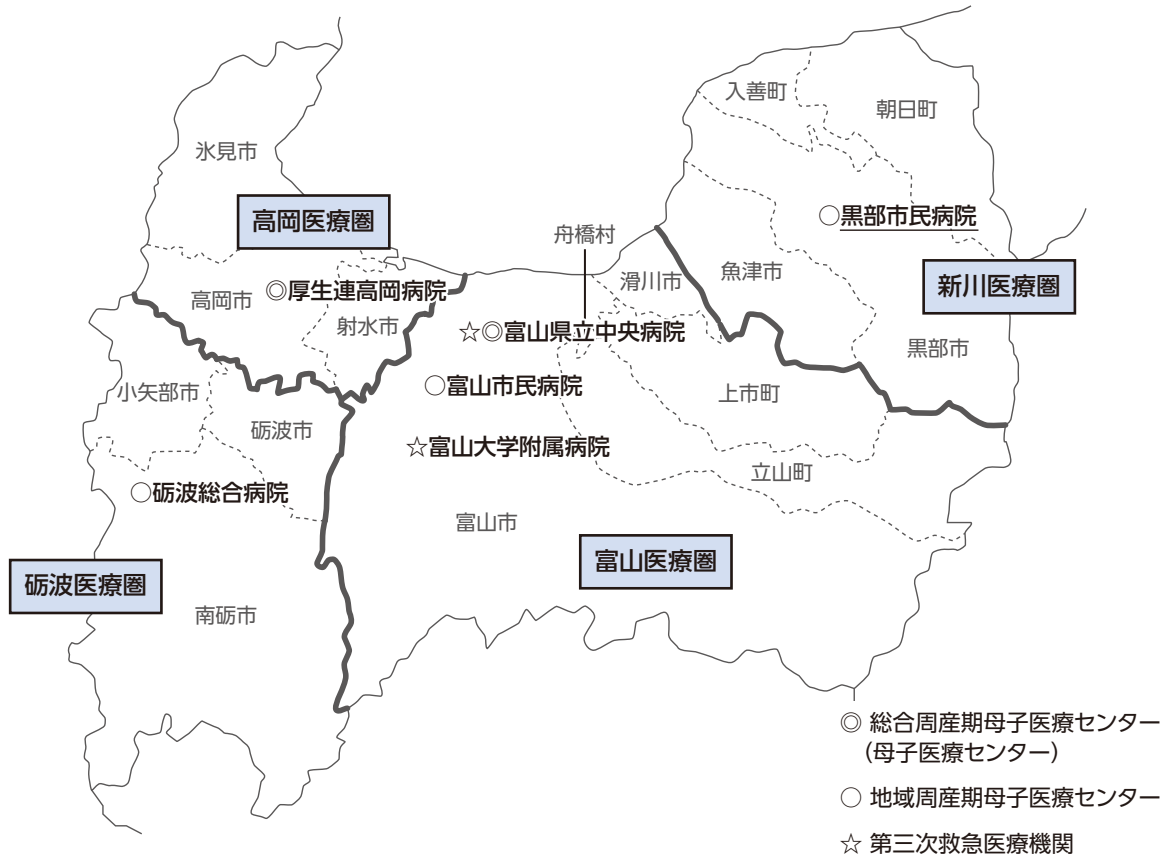 入善町
朝日町
氷見市
○黒部市民病院
高岡医療圏
舟橋村
滑川市
魚津市
新川医療圏
高岡市
◎厚生連高岡病院
射水市
☆◎富山県立中央病院
黒部市
小矢部市
○富山市民病院
上市町
砺波市
☆富山大学附属病院
立山町
○砺波総合病院
富山市
富山医療圏
砺波医療圏
南砺市
◎ 総合周産期母子医療センター
(母子医療センター)
○ 地域周産期母子医療センター
☆ 第三次救急医療機関